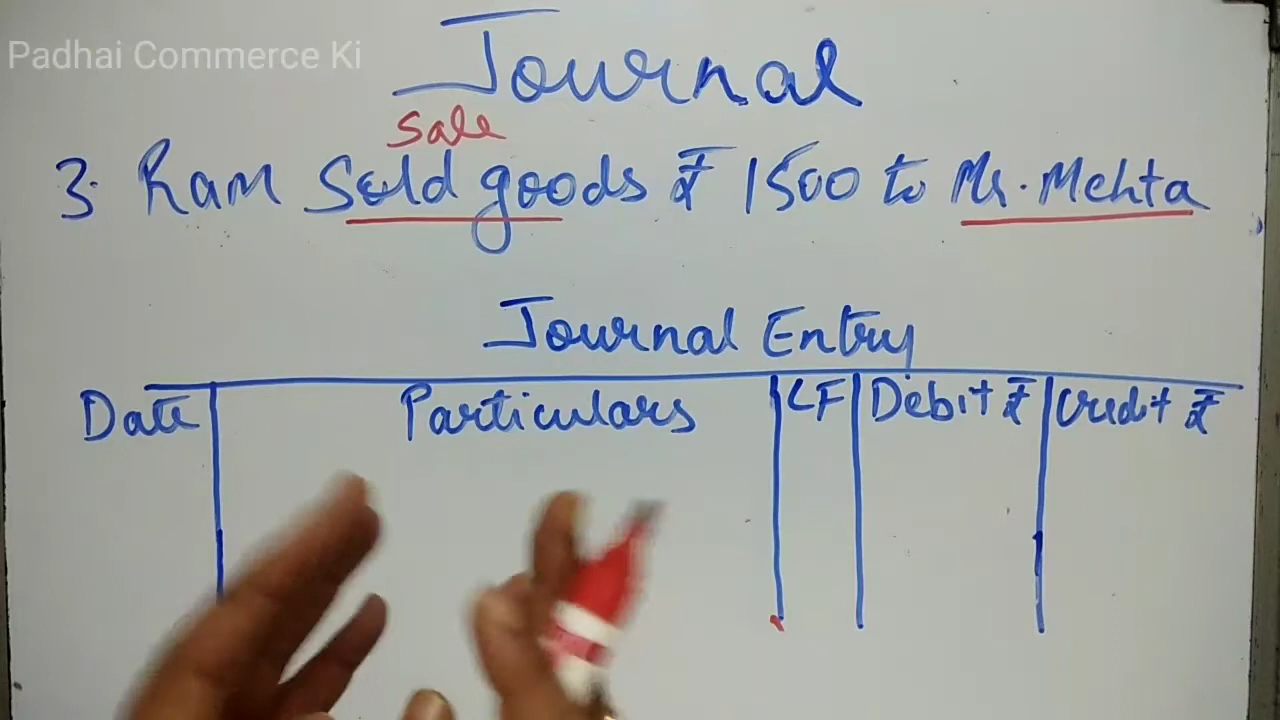 Padhai Commerce Ki
Journal
Sale
3. Ram Sold goods ₹ 1500 to Mr. Mehta
Journal Entry
Date Particulars LF Debit ₹ Credit ₹